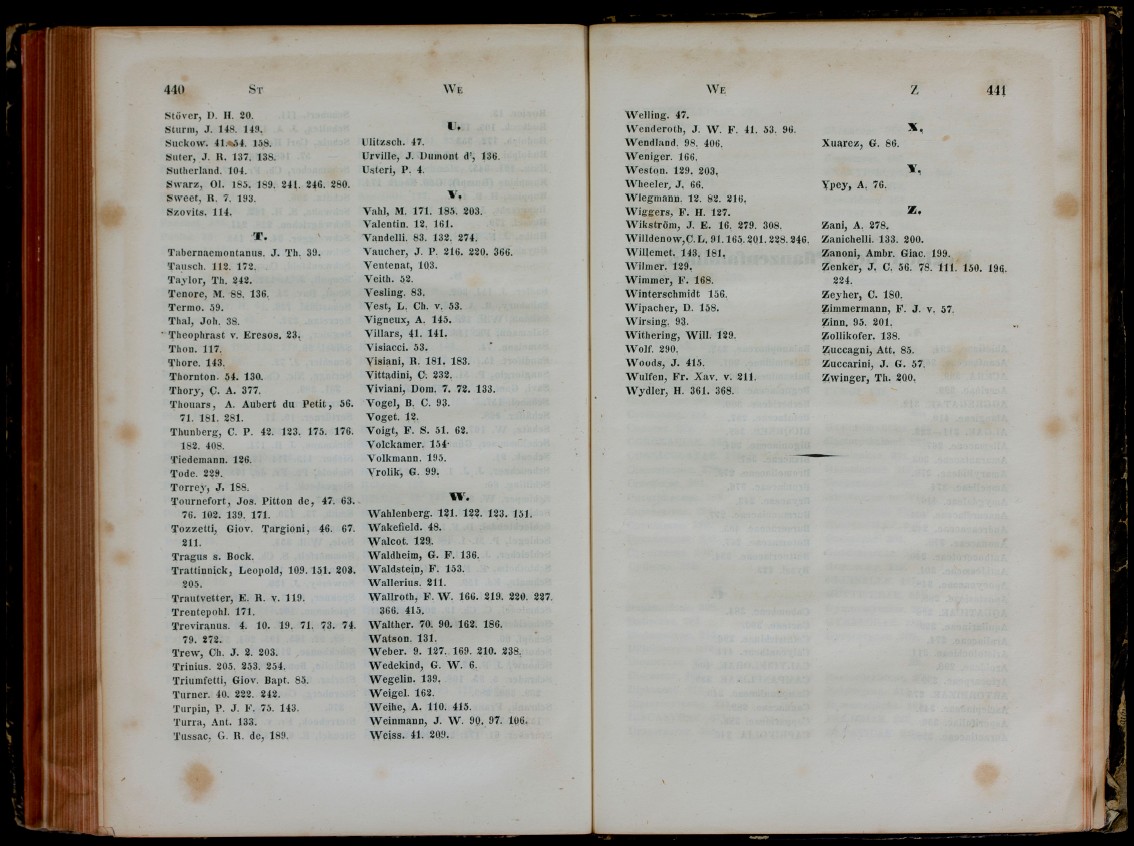 440 St We
Stöver, D. H. 20.
Sturm, J. 148. 149.
Suckow. 41. 54. 158.
Suter, J. R. 137. 138.
Sutherland. 104.
Swarz, Ol. 185. 189. 241. 246. 280.
Sweet, R. 7. 193.
Szovits. 114.
T.
Tabernaemontanus. J. Th. 39.
Tausch. 112. 172.
Taylor, Th. 242.
Tenore, M. 88. 136.
Termo. 59.
Thal, Joh. 38.
Theophrast v. Eresos. 23.
Thon. 117.
Thore. 143.
Thornton. 54. 130.
Thory, C. A. 377.
Thouars, A. Aubert du Petit, 56.
71. 181. 281.
Thunberg, C. P. 42. 123. 175. 176.
182. 408.
Tiedemann. 126.
Tode. 229.
Torrey, J. 188.
Tournefort, Jos. Pitton de, 47. 63.
76. 102. 139. 171.
Tozzetti, Giov. Targioni, 46. 67.
211.
Tragus s. Bock.
Trattinnick, Leopold, 109. 151. 203.
205.
Trautvetter, E. R. v. 119.
Trentepohl. 171.
Treviranus. 4. 10. 19. 71. 73. 74.
79. 272.
Trew, Ch. J. 2. 203.
Trinius. 205. 253. 254.
Triumfetti, Giov. Bapt. 85.
Turner. 40. 222. 242.
Turpin, P. J. F. 75. 143.
Turra, Ant. 133.
Tussac, G. R. de, 189.
U.
Ulitzsch. 47.
Urville, J. Dumont d', 136.
Usteri, P. 4.
V.
Vahl, M. 171. 185. 203.
Valentin. 12. 161.
Vandelli. 83. 132. 274.
Vaucher, J. P. 216. 220. 366.
Ventenat, 103.
Veith. 52.
Vesling. 83.
Vest, L. Ch. v. 53.
Vigneux, A. 145.
Villars, 41. 141.
Visiacci. 53.
Visiani, R. 181. 183.
Vittadini, C. 232.
Viviani, Dom. 7. 72. 133.
Vogel, B. C. 93.
Voget. 12.
Voigt, F. S. 51. 62.
Volckamer. 154.
Volkmann. 195.
Vrolik, G. 99.
W.
Wahlenberg. 121. 122. 123. 151.
Wakefield. 48.
Walcot. 129.
Waldheim, G. F. 136.
Waldstein, F. 153.
Wallerius. 211.
Wallroth, F. W. 166. 219. 220. 227.
366. 415.
Walther. 70. 90. 162. 186.
Watson. 131.
Weber. 9. 127. 169. 210. 238.
Wedekind, G. W. 6.
Wegelin. 139.
Weigel. 162.
Weihe, A. 110. 415.
Weinmann, J. W. 90. 97. 106.
Weiss. 41. 209.
We Z 441
Welling. 47.
Wenderoth, J. W. F. 41. 53. 96.
Wendland. 98. 406.
Weniger. 166.
Weston. 129. 203.
Wheeler, J. 66.
Wiegmann. 12. 82. 216.
Wiggers, F. H. 127.
Wikström, J. E. 16. 279. 308.
Willdenow, C. L. 91. 165. 201. 228. 246.
Willemet. 143. 181.
Wilmer. 129.
Wimmer, F. 168.
Winterschmidt 156.
Wipacher, D. 158.
Wirsing. 93.
Withering, Will. 129.
Wolf. 290.
Woods, J. 415.
Wulfen, Fr. Xav. v. 211.
Wydler, H. 361. 368.
X.
Xuarez, G. 86.
Y.
Ypey, A. 76.
Z.
Zani, A. 278.
Zanichelli. 133. 200.
Zanoni, Ambr. Giac. 199.
Zenker, J. C. 56. 78. 111. 150. 196.
224.
Zeyher, C. 180.
Zimmermann, F. J. v. 57.
Zinn. 95. 201.
Zollikofer. 138.
Zuccagni, Att. 85.
Zuccarini, J. G. 57.
Zwinger, Th. 200.